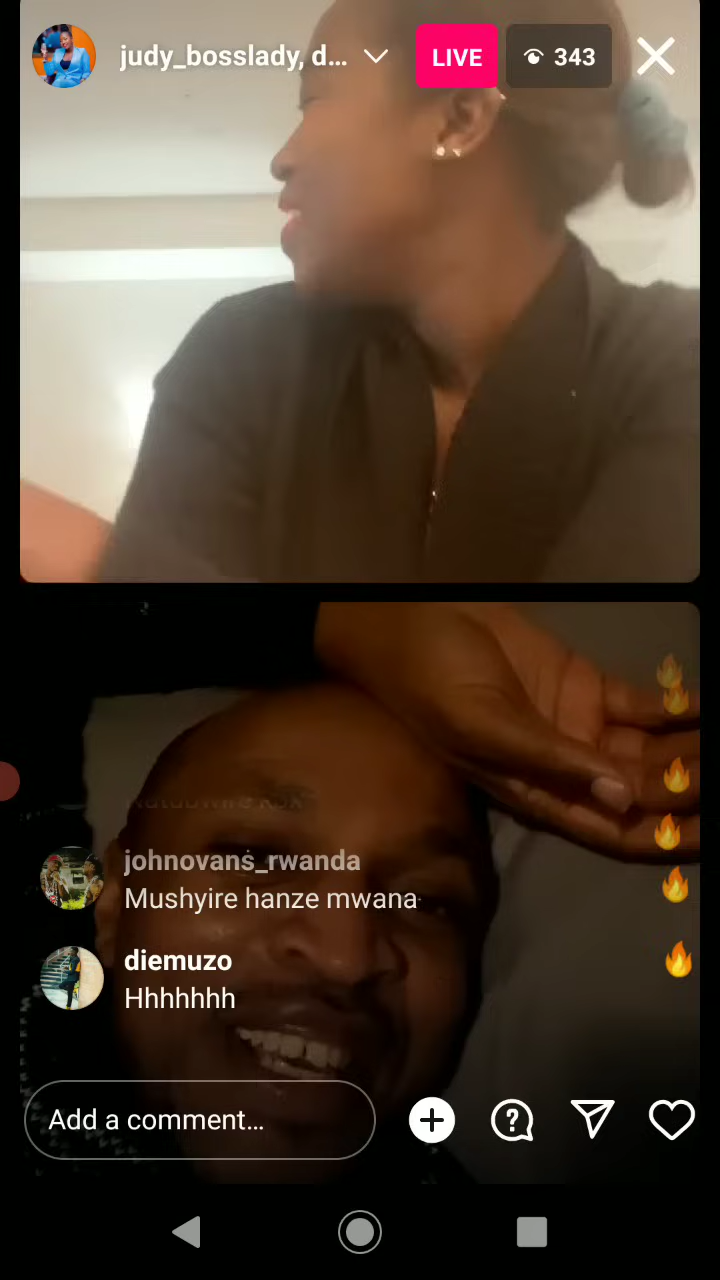 judy_bosslady, d...
LIVE
343
johnovans_rwanda
Mushyire hanze mwana
diemuzo
Hhhhhhh
Add a comment...